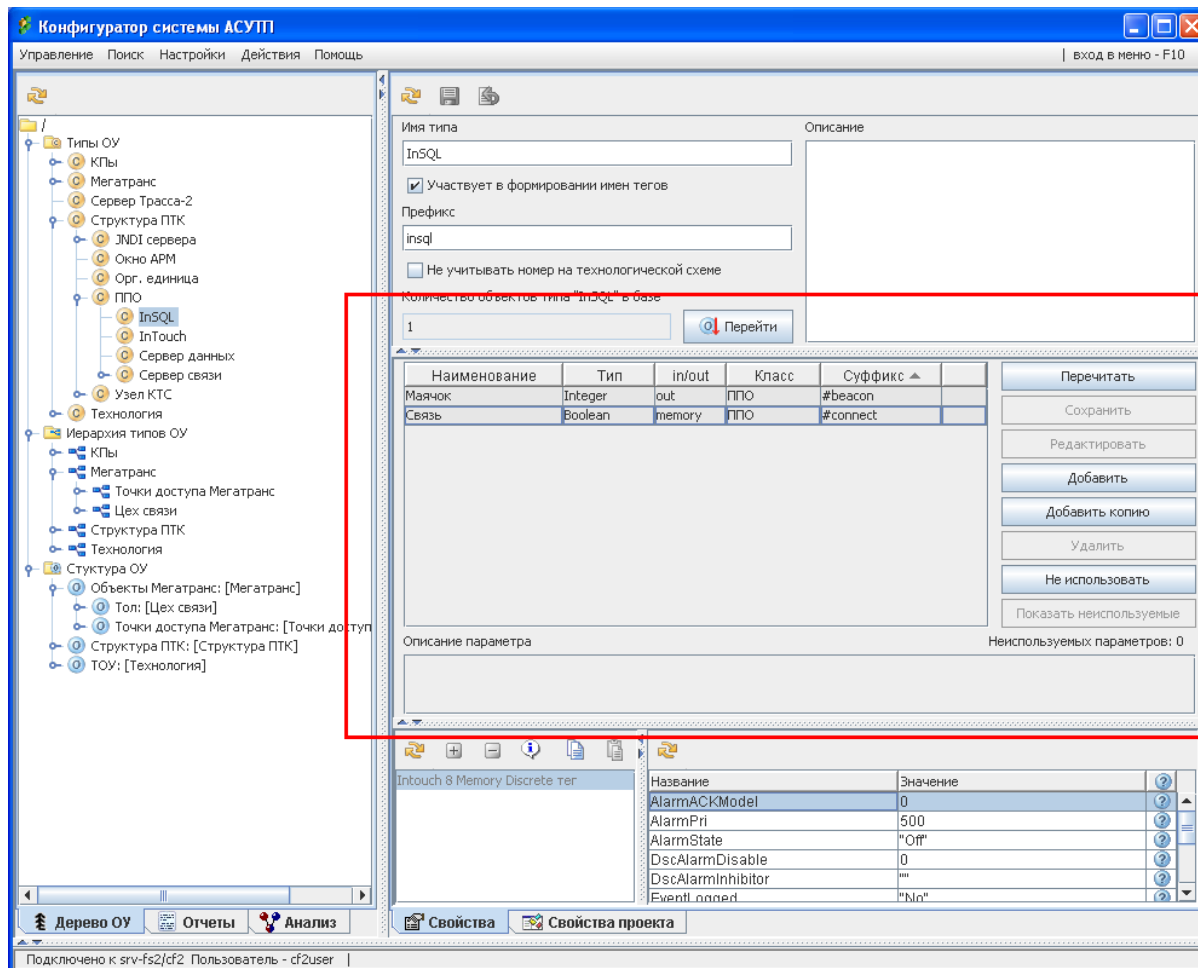 Конфигуратор системы АСУТП
Управление Поиск Настройки Действия Помощь | вход в меню - F10
/
Типы ОУ
КПы
Мегатранс
Сервер Трасса-2
Структура ПТК
JNDI сервера
Окно АРМ
Орг. единица
ППО
InSQL
InTouch
Сервер данных
Сервер связи
Узел КТС
Технология
Иерархия типов ОУ
КПы
Мегатранс
Точки доступа Мегатранс
Цех связи
Структура ПТК
Технология
Стуктура ОУ
Объекты Мегатранс: [Мегатранс]
Тол: [Цех связи]
Точки доступа Мегатранс: [Точки доступ
Структура ПТК: [Структура ПТК]
ТОУ: [Технология]
Дерево ОУ Отчеты Анализ
Имя типа Описание
InSQL
Участвует в формировании имен тегов
Префикс
insql
Не учитывать номер на технологической схеме
Количество объектов типа "InSQL" в базе
1 Перейти
Наименование Тип in/out Класс Суффикс
Маячок Integer out ППО #beacon
Связь Boolean memory ППО #connect
Перечитать
Сохранить
Редактировать
Добавить
Добавить копию
Удалить
Не использовать
Показать неиспользуемые
Описание параметра Неиспользуемых параметров: 0
Intouch 8 Memory Discrete тег
Название Значение
AlarmACKModel 0
AlarmPri 500
AlarmState "Off"
DscAlarmDisable 0
DscAlarmInhibitor ""
EventLogged "No"
Свойства Свойства проекта
Подключено к srv-fs2/cf2 Пользователь - cf2user |